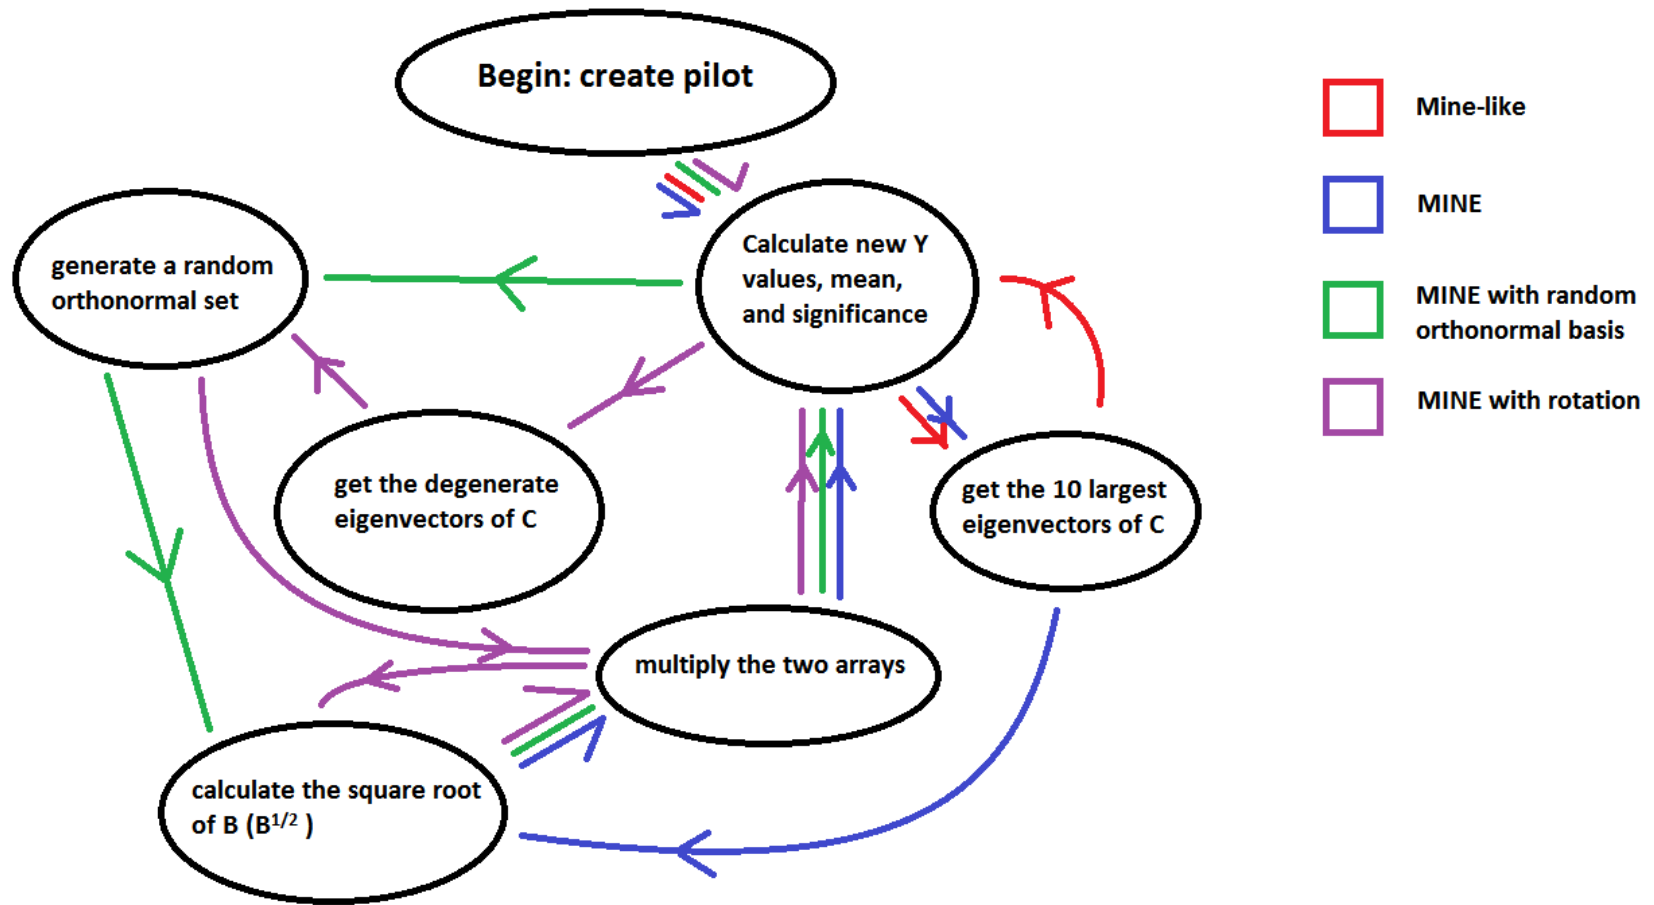 Begin: create pilot
Mine-like
MINE
Calculate new Y
values, mean,
and significance
generate a random
orthonormal set
MINE with random
orthonormal basis
MINE with rotation
get the degenerate
eigenvectors of C
get the 10 largest
eigenvectors of C
multiply the two arrays
calculate the square root
of B (B^1/2 )